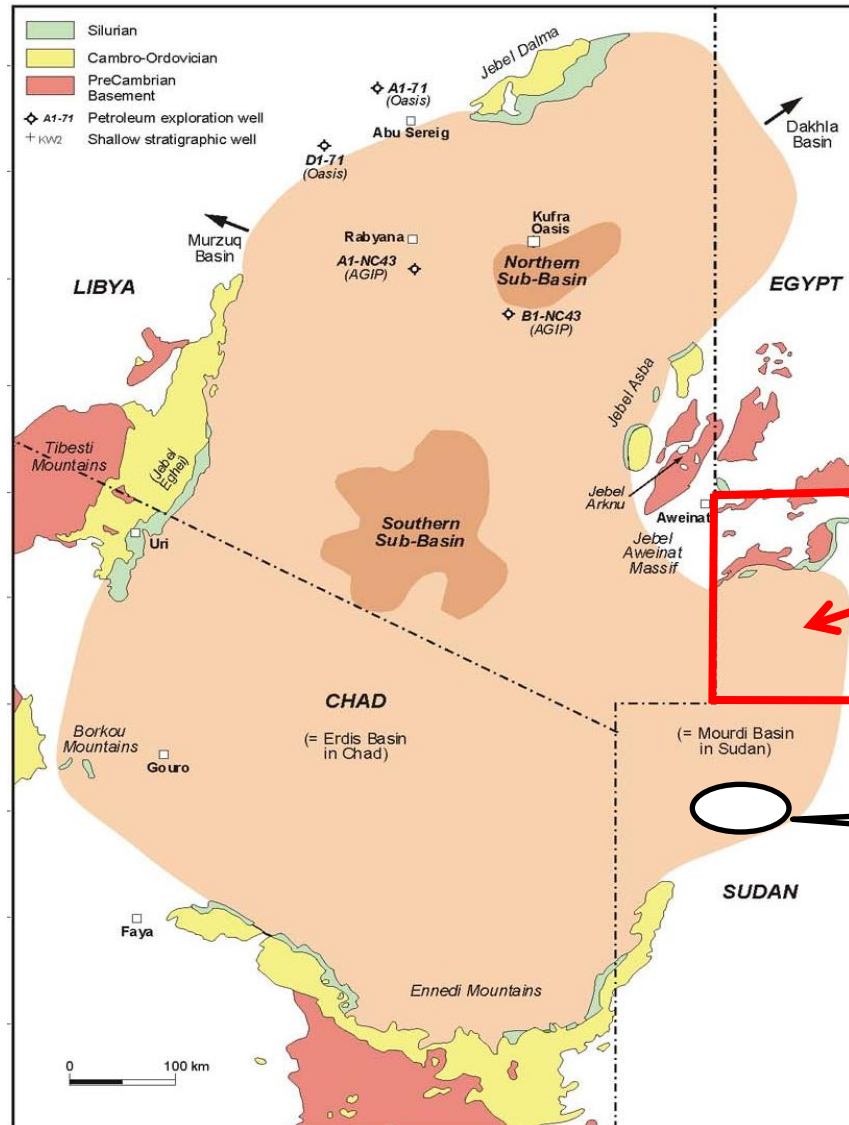 Silurian
Cambro-Ordovician
PreCambrian
Basement
A1-71 Petroleum exploration well
KW2 Shallow stratigraphic well
Jebel Dalma
A1-71
(Oasis)
Abu Sereig
D1-71
(Oasis)
Dakhla
Basin
Murzuq
Basin
Rabyana
Kufra
Oasis
A1-NC43
(AGIP)
Northern
Sub-Basin
LIBYA
EGYPT
B1-NC43
(AGIP)
Jebel Asba
Tibesti
Mountains
(Jebel
Eghei)
Jebel
Arknu
Aweinat
Uri
Southern
Sub-Basin
Jebel
Aweinat
Massif
CHAD
(= Erdis Basin
in Chad)
(= Mourdi Basin
in Sudan)
Borkou
Mountains
Gouro
SUDAN
Faya
Ennedi Mountains
0 100 km